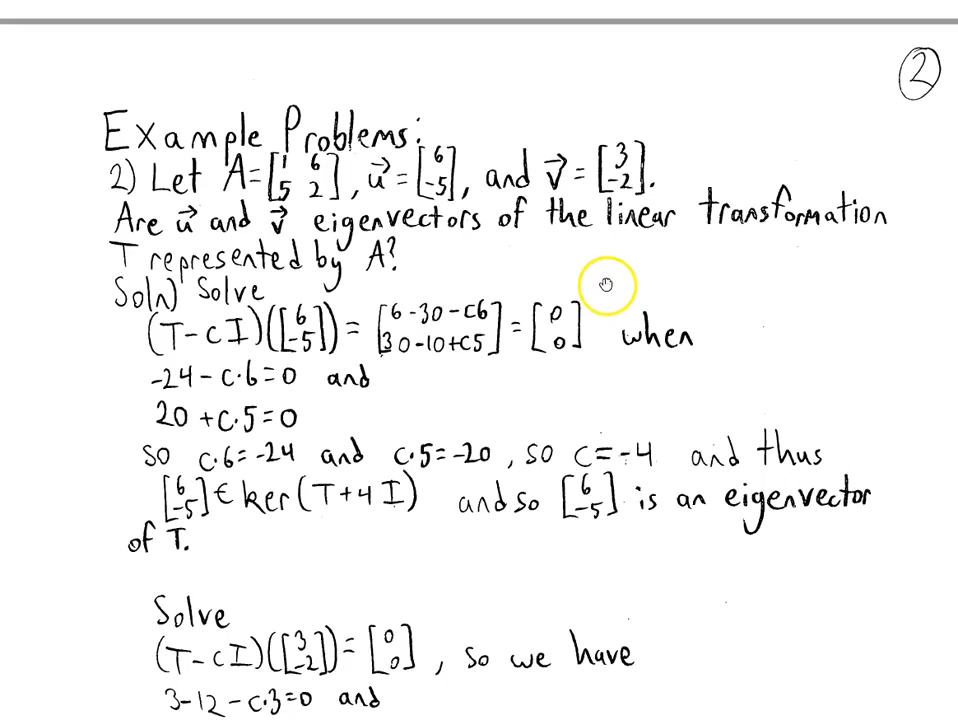 2
Example Problems:
2) Let A = [1 6 5 2], u⃗ = [6 -5], and v⃗ = [3 -2].
Are u⃗ and v⃗ eigenvectors of the linear transformation
T represented by A?
Soln) Solve
(T-cI)([6 -5]) = [6-30-c6 30-10+c5] = [0 0] when
-24-c·6=0 and
20+c·5=0
so c·6=-24 and c·5=-20, so c=-4 and thus
[6 -5] ∈ ker(T+4I) and so [6 -5] is an eigenvector
of T.
Solve
(T-cI)([3 -2]) = [0 0], so we have
3-12-c·3=0 and